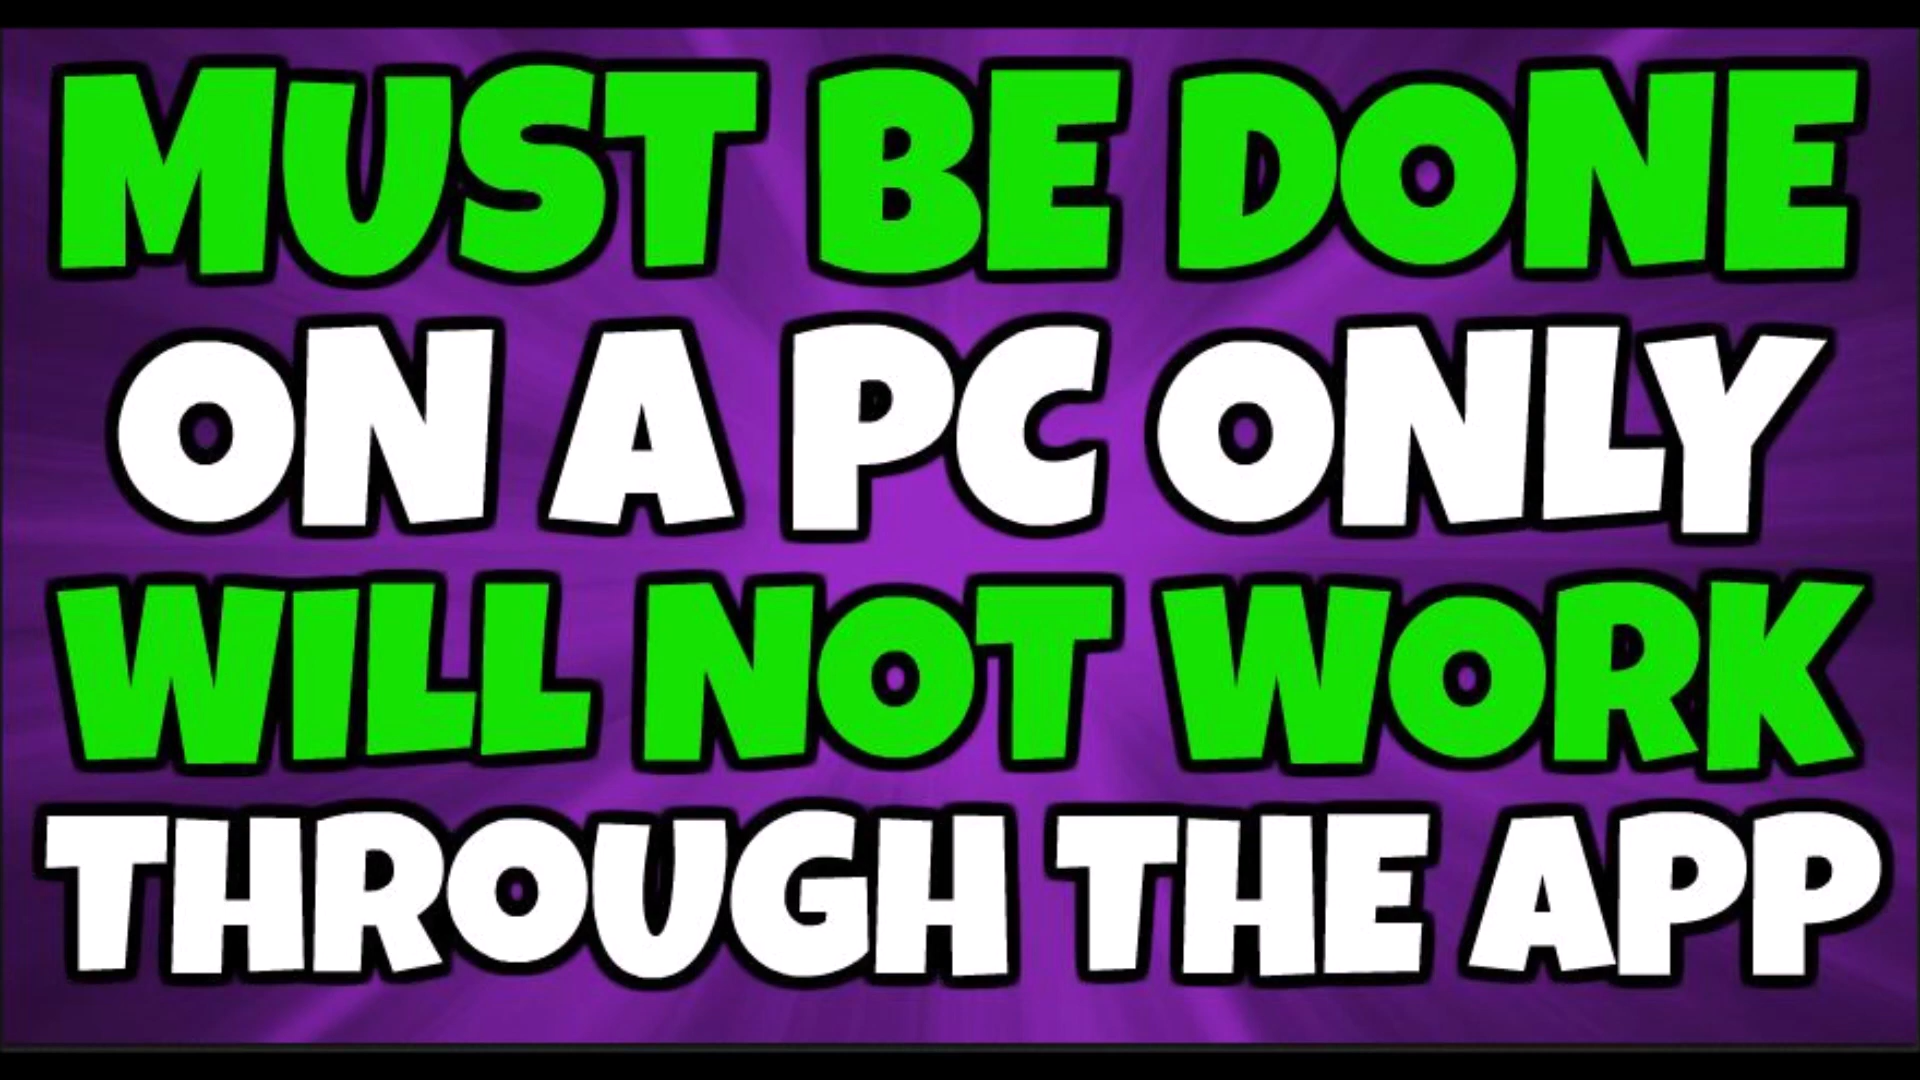 MUST BE DONE
ON A PC ONLY
WILL NOT WORK
THROUGH THE APP